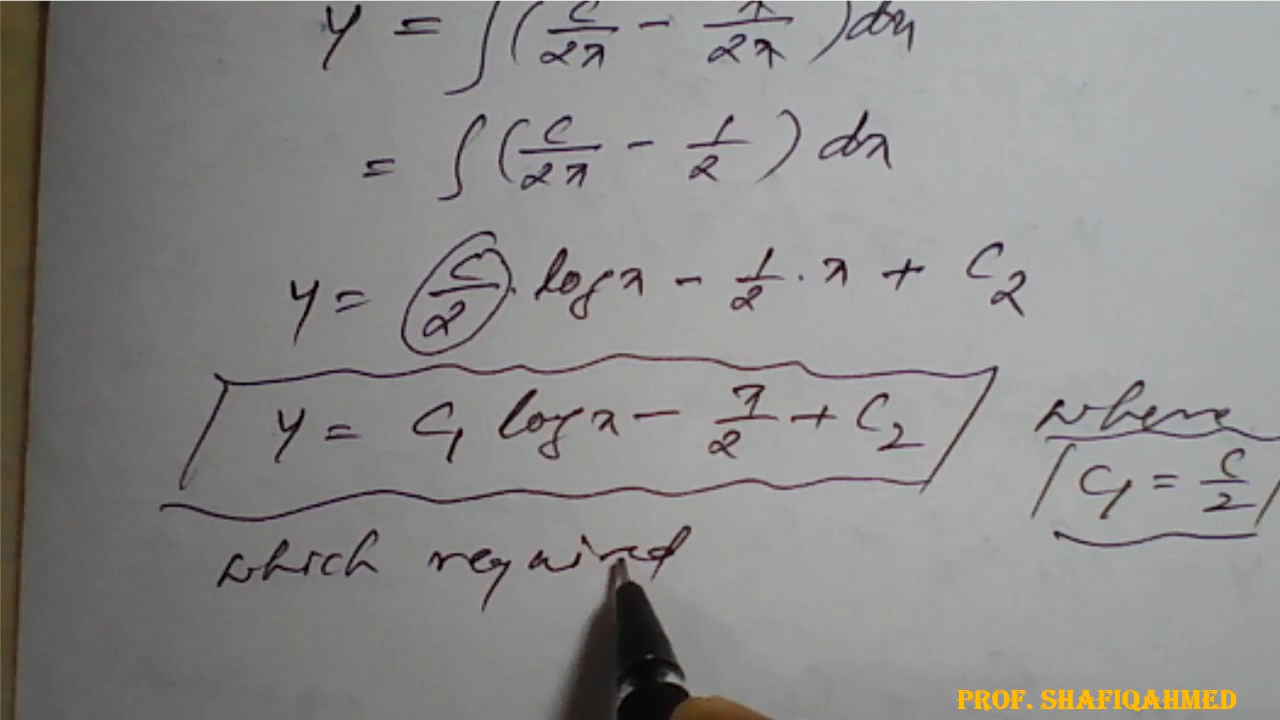 y = ∫(c/2x − x/2x)dx
= ∫(c/2x − 1/2) dx
y = c/2 . log x − 1/2 . x + c₂
y = c₁ log x − x/2 + c₂
where
c₁ = c/2
which required
PROF. SHAFIQAHMED